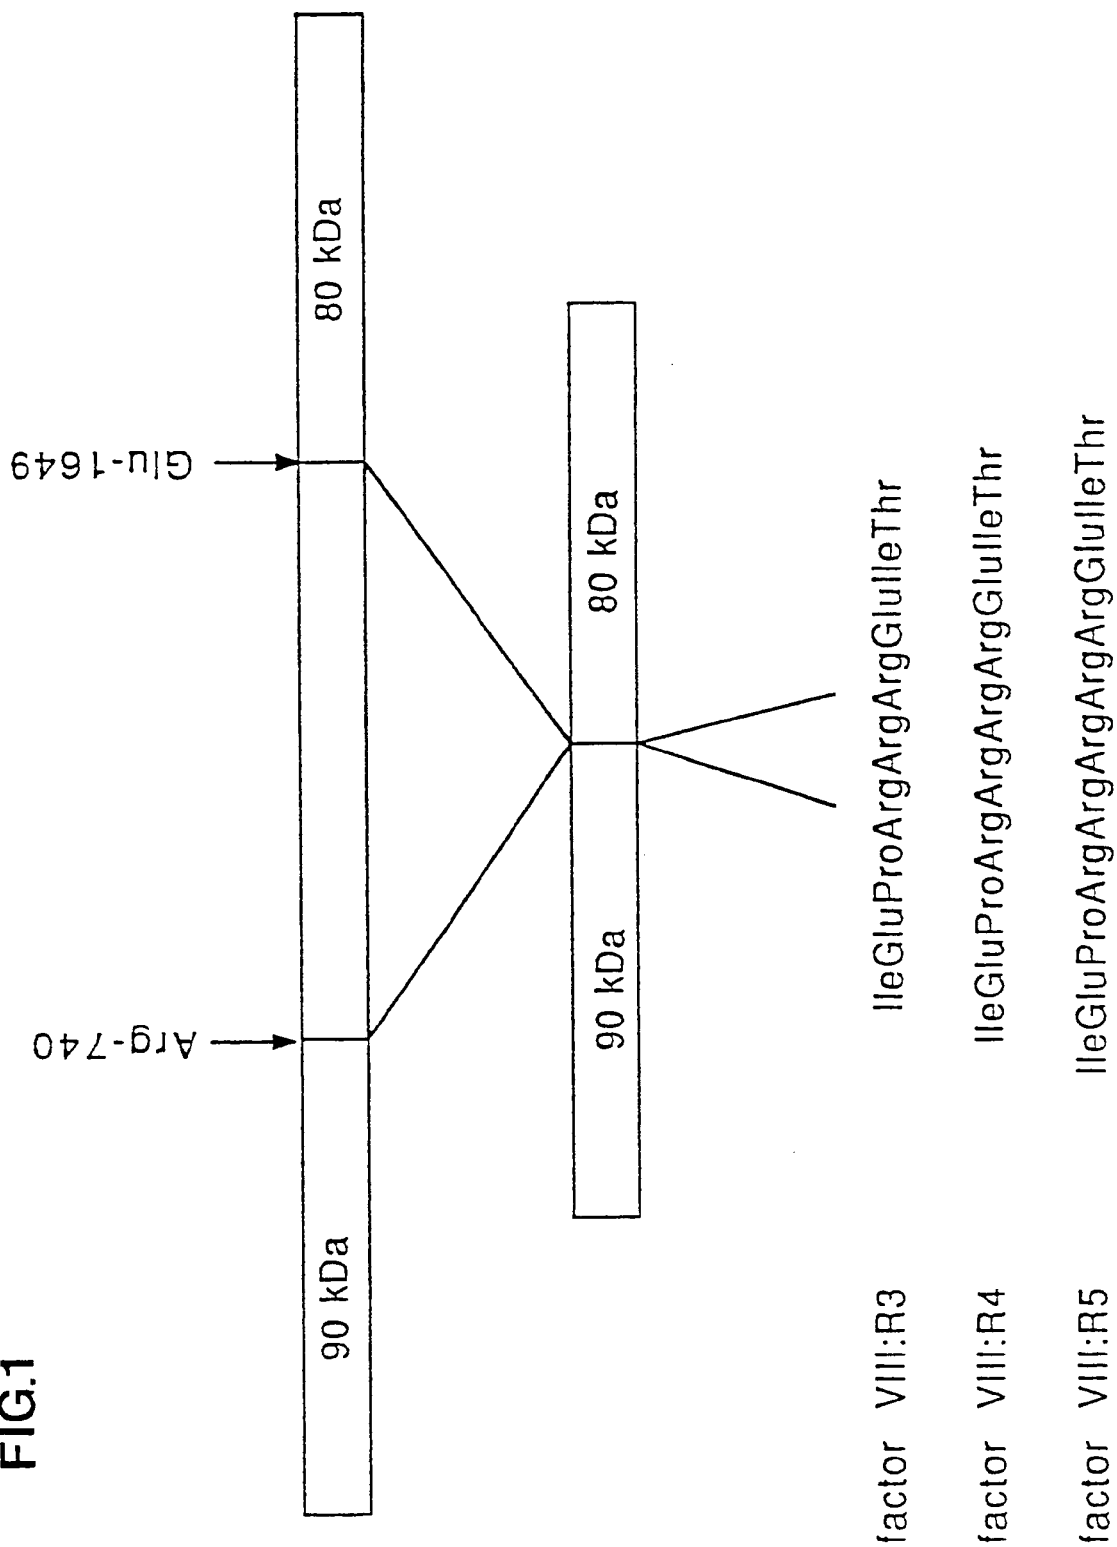 FIG.1
Arg-740
Glu-1649
90 kDa
80 kDa
90 kDa
80 kDa
factor VIII:R3 IleGluProArgArgArgGluIleThr
factor VIII:R4 IleGluProArgArgArgArgGluIleThr
factor VIII:R5 IleGluProArgArgArgArgArgGluIleThr